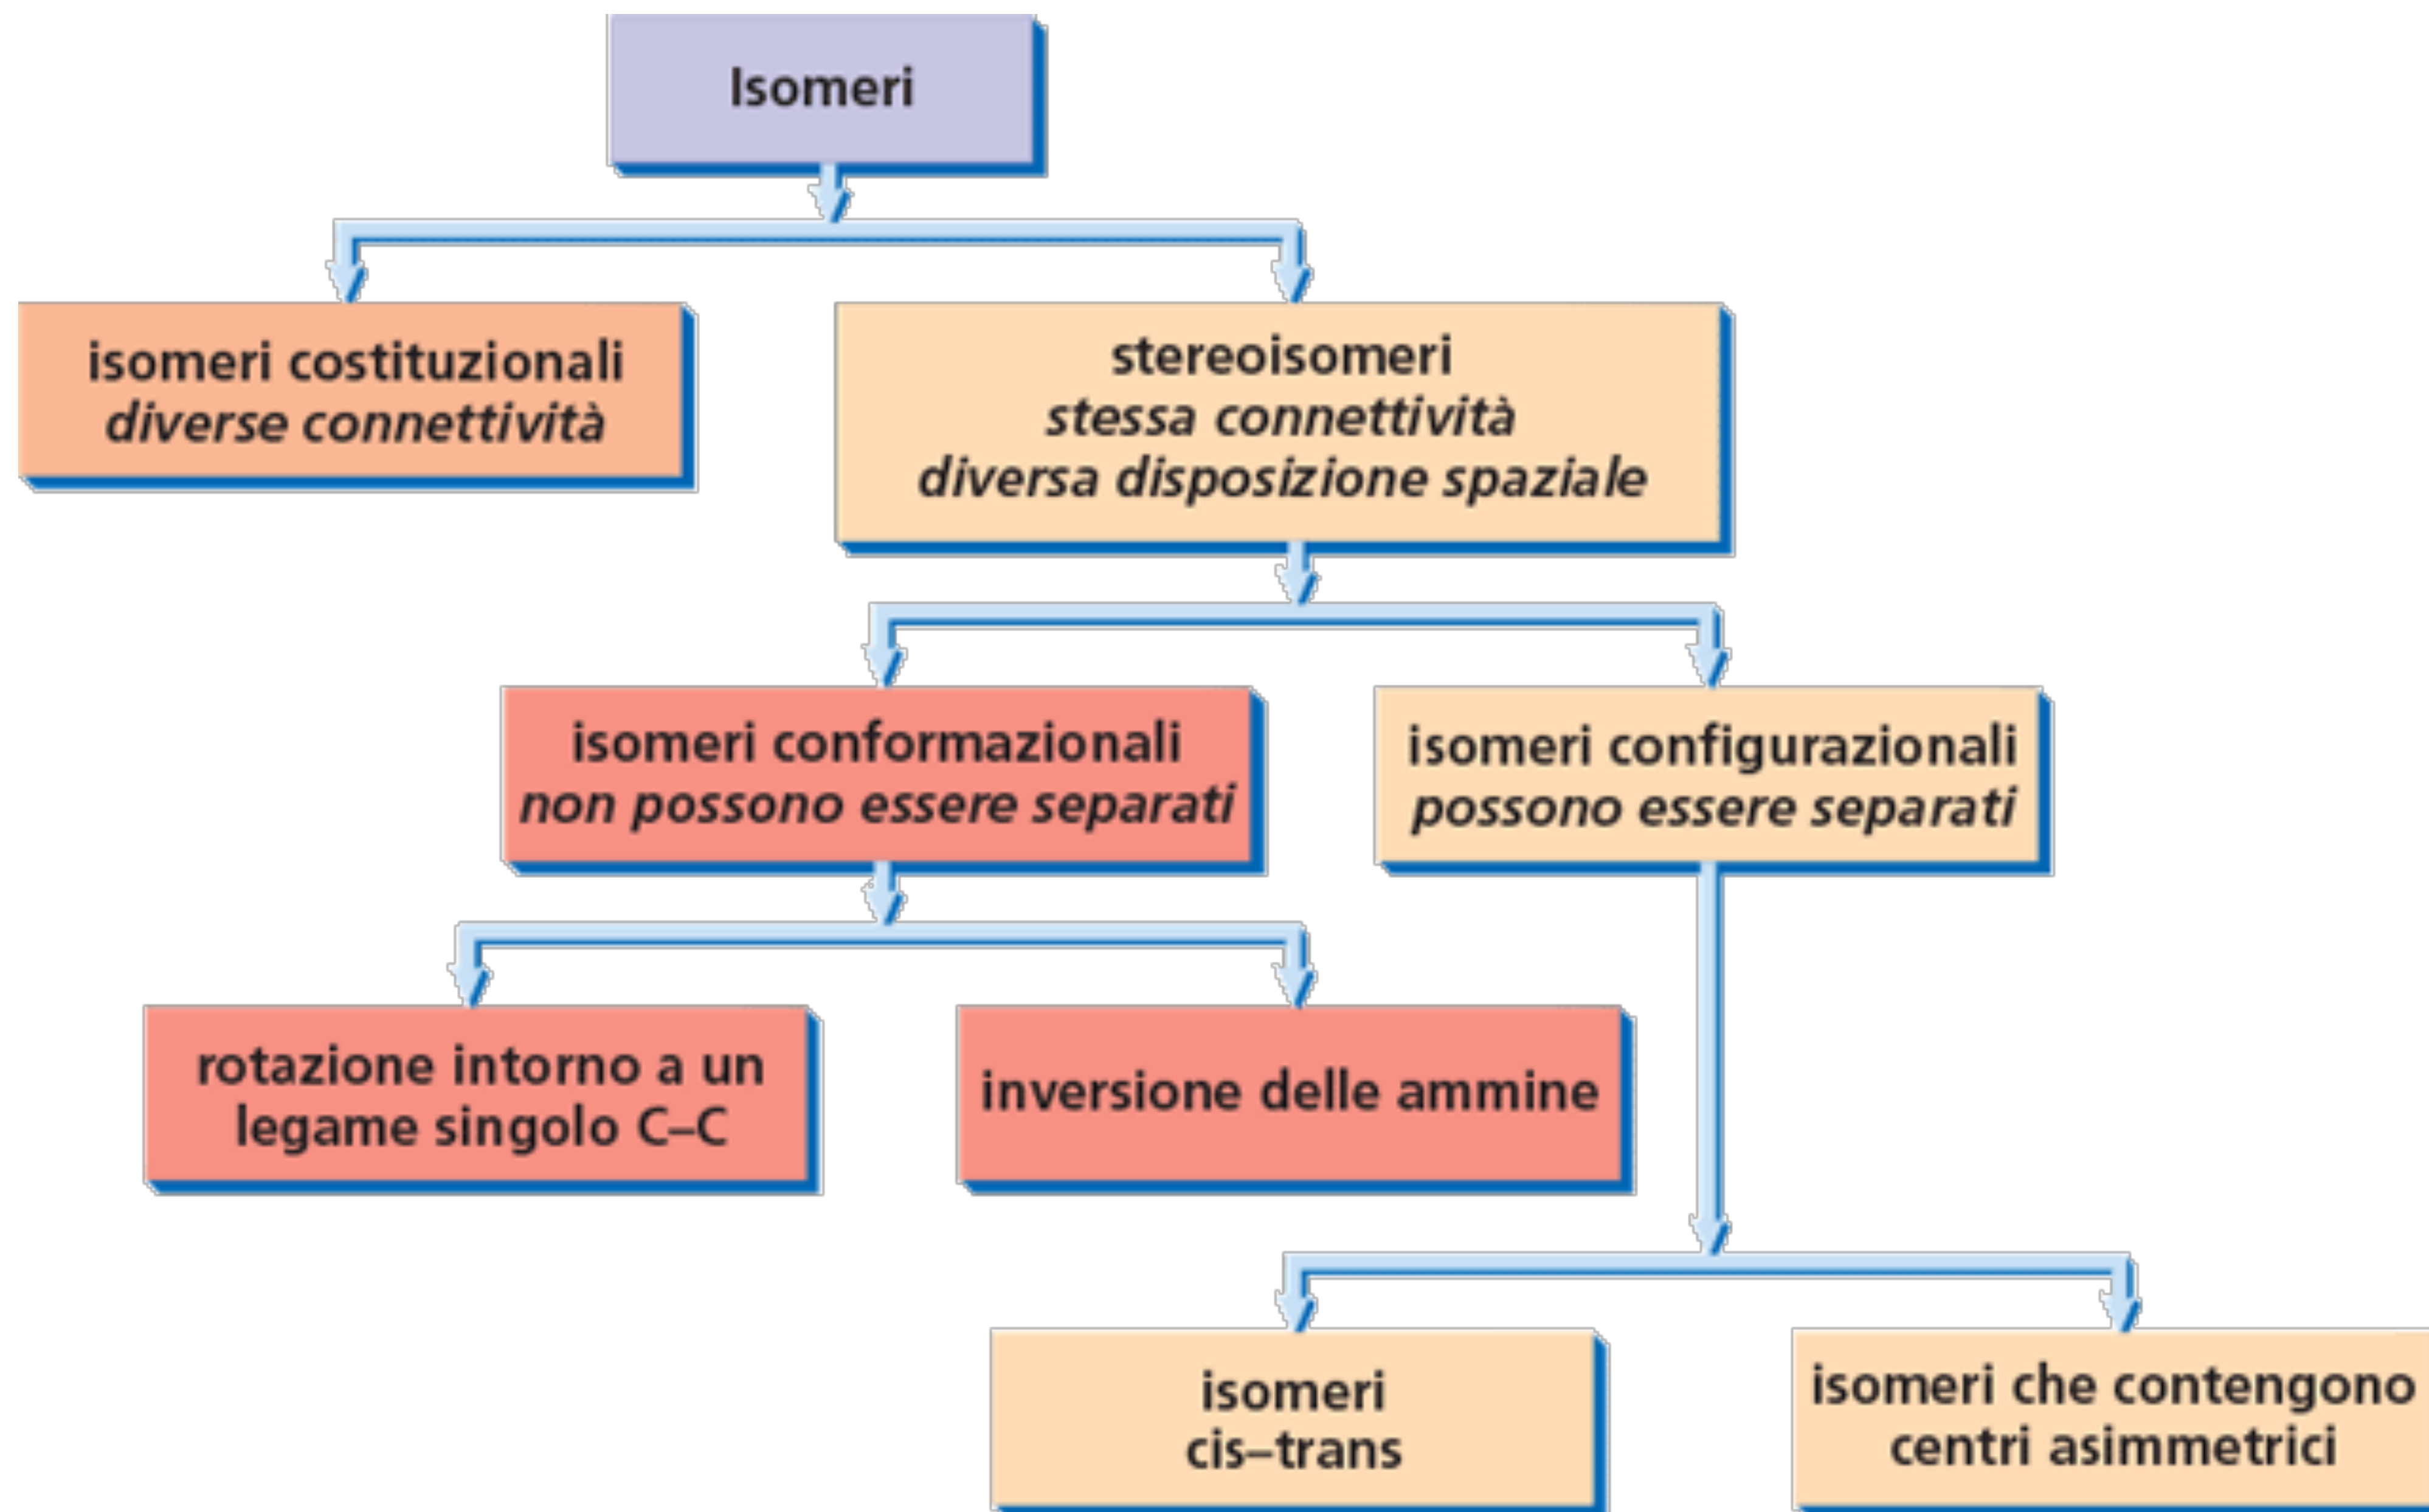 Isomeri
isomeri costituzionali
diverse connettività
stereoisomeri
stessa connettività
diversa disposizione spaziale
isomeri conformazionali
non possono essere separati
isomeri configurazionali
possono essere separati
rotazione intorno a un
legame singolo C–C
inversione delle ammine
isomeri
cis–trans
isomeri che contengono
centri asimmetrici